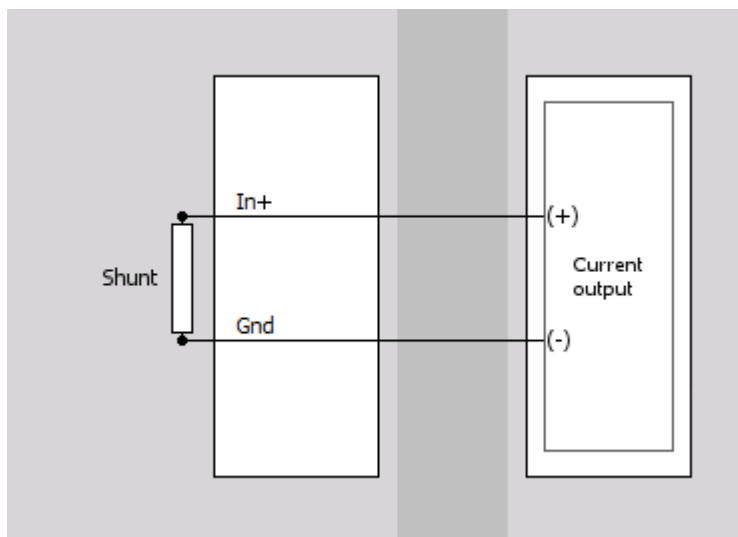 In+
(+)
Shunt
Current
output
Gnd
(-)